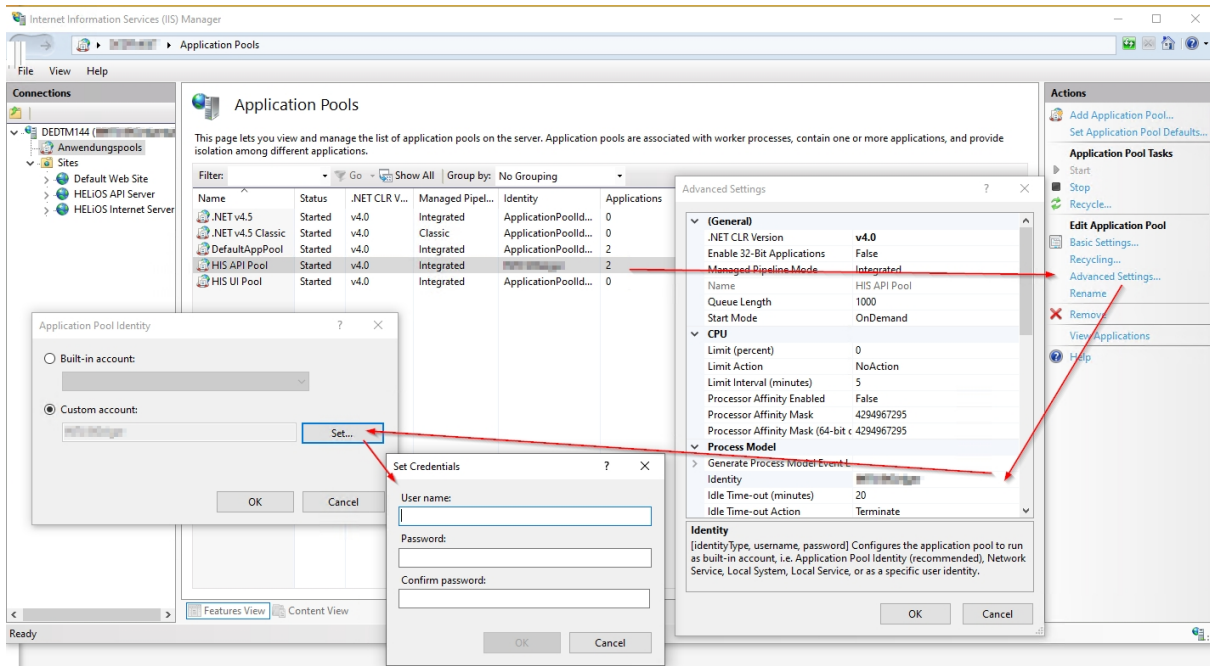 Internet Information Services (IIS) Manager
Application Pools
File View Help
Connections
DEDTM144 (
Anwendungspools
Sites
Default Web Site
HELiOS API Server
HELiOS Internet Server
Application Pools
This page lets you view and manage the list of application pools on the server. Application pools are associated with worker processes, contain one or more applications, and provide
isolation among different applications.
Filter: Go Show All Group by: No Grouping
Name Status .NET CLR V... Managed Pipel... Identity Applications
.NET v4.5 Started v4.0 Integrated ApplicationPoolId... 0
.NET v4.5 Classic Started v4.0 Classic ApplicationPoolId... 0
DefaultAppPool Started v4.0 Integrated ApplicationPoolId... 2
HIS API Pool Started v4.0 Integrated 2
HIS UI Pool Started v4.0 Integrated ApplicationPoolId... 0
Application Pool Identity ?
Built-in account:
Custom account:
Set...
OK Cancel
Set Credentials ?
User name:
Password:
Confirm password:
OK Cancel
Advanced Settings ?
(General)
.NET CLR Version v4.0
Enable 32-Bit Applications False
Managed Pipeline Mode Integrated
Name HIS API Pool
Queue Length 1000
Start Mode OnDemand
CPU
Limit (percent) 0
Limit Action NoAction
Limit Interval (minutes) 5
Processor Affinity Enabled False
Processor Affinity Mask 4294967295
Processor Affinity Mask (64-bit c 4294967295
Process Model
Generate Process Model Event L
Identity
Idle Time-out (minutes) 20
Idle Time-out Action Terminate
Identity
[identityType, username, password] Configures the application pool to run
as built-in account, i.e. Application Pool Identity (recommended), Network
Service, Local System, Local Service, or as a specific user identity.
OK Cancel
Actions
Add Application Pool...
Set Application Pool Defaults...
Application Pool Tasks
Start
Stop
Recycle...
Edit Application Pool
Basic Settings...
Recycling...
Advanced Settings...
Rename
Remove
View Applications
Help
Features View Content View
Ready